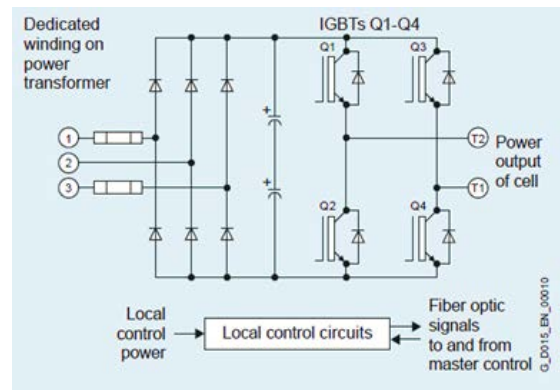 Dedicated
winding on
power
transformer
IGBTs Q1-Q4
Q1
Q3
+
1
2
3
T2
Power
output
of cell
T1
+
Q2
Q4
Local
control
power
Local control circuits
Fiber optic
signals
to and from
master control
G_D015_EN_00010